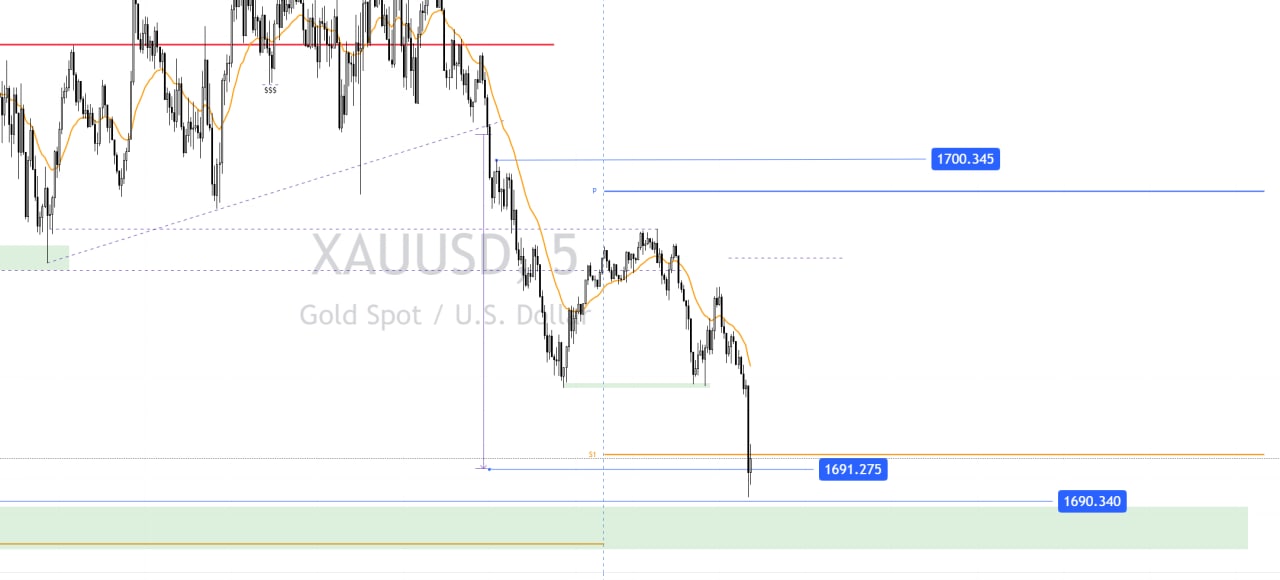 $$$
1700.345
P
XAUUSD, 5
Gold Spot / U.S. Dollar
S1
1691.275
1690.340